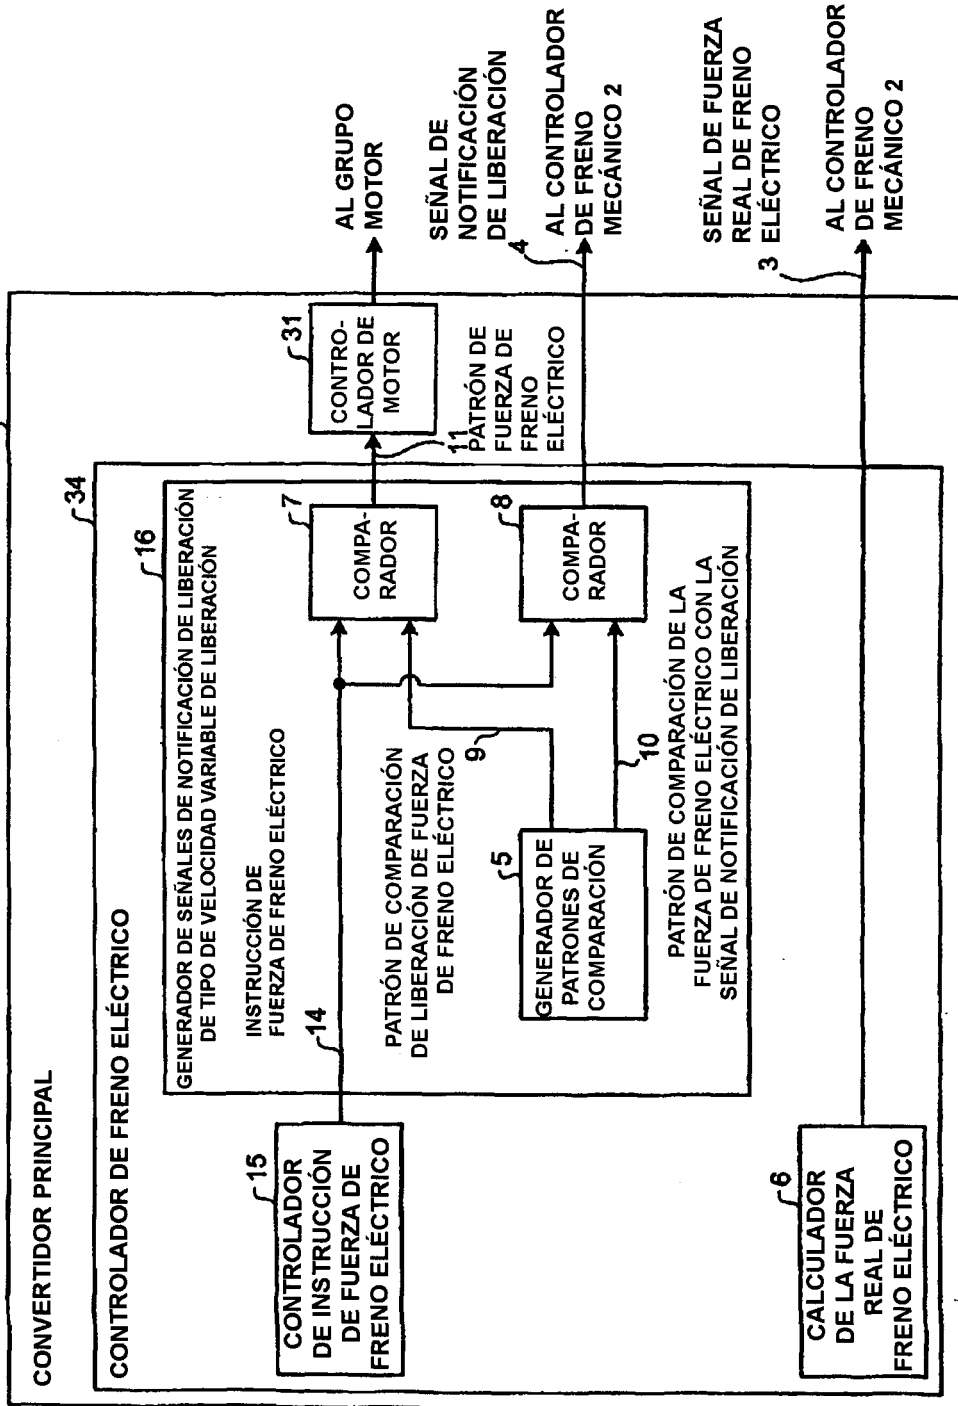 CONVERTIDOR PRINCIPAL
CONTROLADOR DE FRENO ELÉCTRICO
34
GENERADOR DE SEÑALES DE NOTIFICACIÓN DE LIBERACIÓN
DE TIPO DE VELOCIDAD VARIABLE DE LIBERACIÓN
16
15
CONTROLADOR
DE INSTRUCCIÓN
DE FUERZA DE
FRENO ELÉCTRICO
14
INSTRUCCIÓN DE
FUERZA DE FRENO ELÉCTRICO
7
COMPA-
RADOR
11
31
CONTRO-
LADOR DE
MOTOR
AL GRUPO
MOTOR
PATRÓN DE
FUERZA DE
FRENO
ELÉCTRICO
PATRÓN DE COMPARACIÓN
DE LIBERACIÓN DE FUERZA
DE FRENO ELÉCTRICO
9
5
GENERADOR DE
PATRONES DE
COMPARACIÓN
10
8
COMPA-
RADOR
SEÑAL DE
NOTIFICACIÓN
DE LIBERACIÓN
4
AL CONTROLADOR
DE FRENO
MECÁNICO 2
PATRÓN DE COMPARACIÓN DE LA
FUERZA DE FRENO ELÉCTRICO CON LA
SEÑAL DE NOTIFICACIÓN DE LIBERACIÓN
6
CALCULADOR
DE LA FUERZA
REAL DE
FRENO ELÉCTRICO
SEÑAL DE FUERZA
REAL DE FRENO
ELÉCTRICO
3
AL CONTROLADOR
DE FRENO
MECÁNICO 2